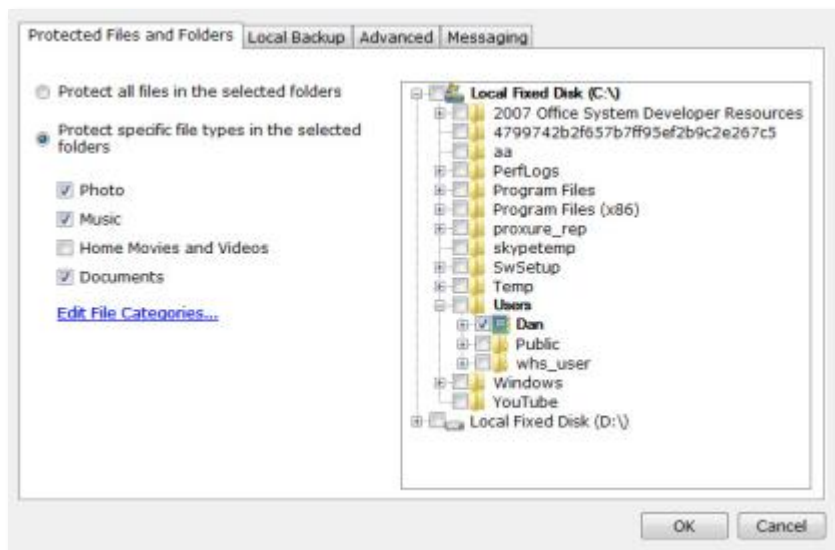 Protected Files and Folders Local Backup Advanced Messaging
Protect all files in the selected folders
Protect specific file types in the selected
folders
Photo
Music
Home Movies and Videos
Documents
Edit File Categories...
Local Fixed Disk (C:\)
2007 Office System Developer Resources
4799742b2f657b7ff95ef2b9c2e267c5
aa
PerfLogs
Program Files
Program Files (x86)
proxure_rep
skypetemp
SwSetup
Temp
Users
Dan
Public
whs_user
Windows
YouTube
Local Fixed Disk (D:\)
OK Cancel